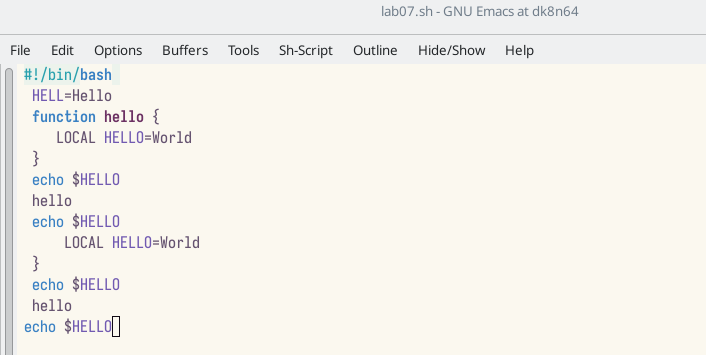 lab07.sh - GNU Emacs at dk8n64
File Edit Options Buffers Tools Sh-Script Outline Hide/Show Help
#!/bin/bash
HELL=Hello
function hello {
LOCAL HELLO=World
}
echo $HELLO
hello
echo $HELLO
LOCAL HELLO=World
}
echo $HELLO
hello
echo $HELLO